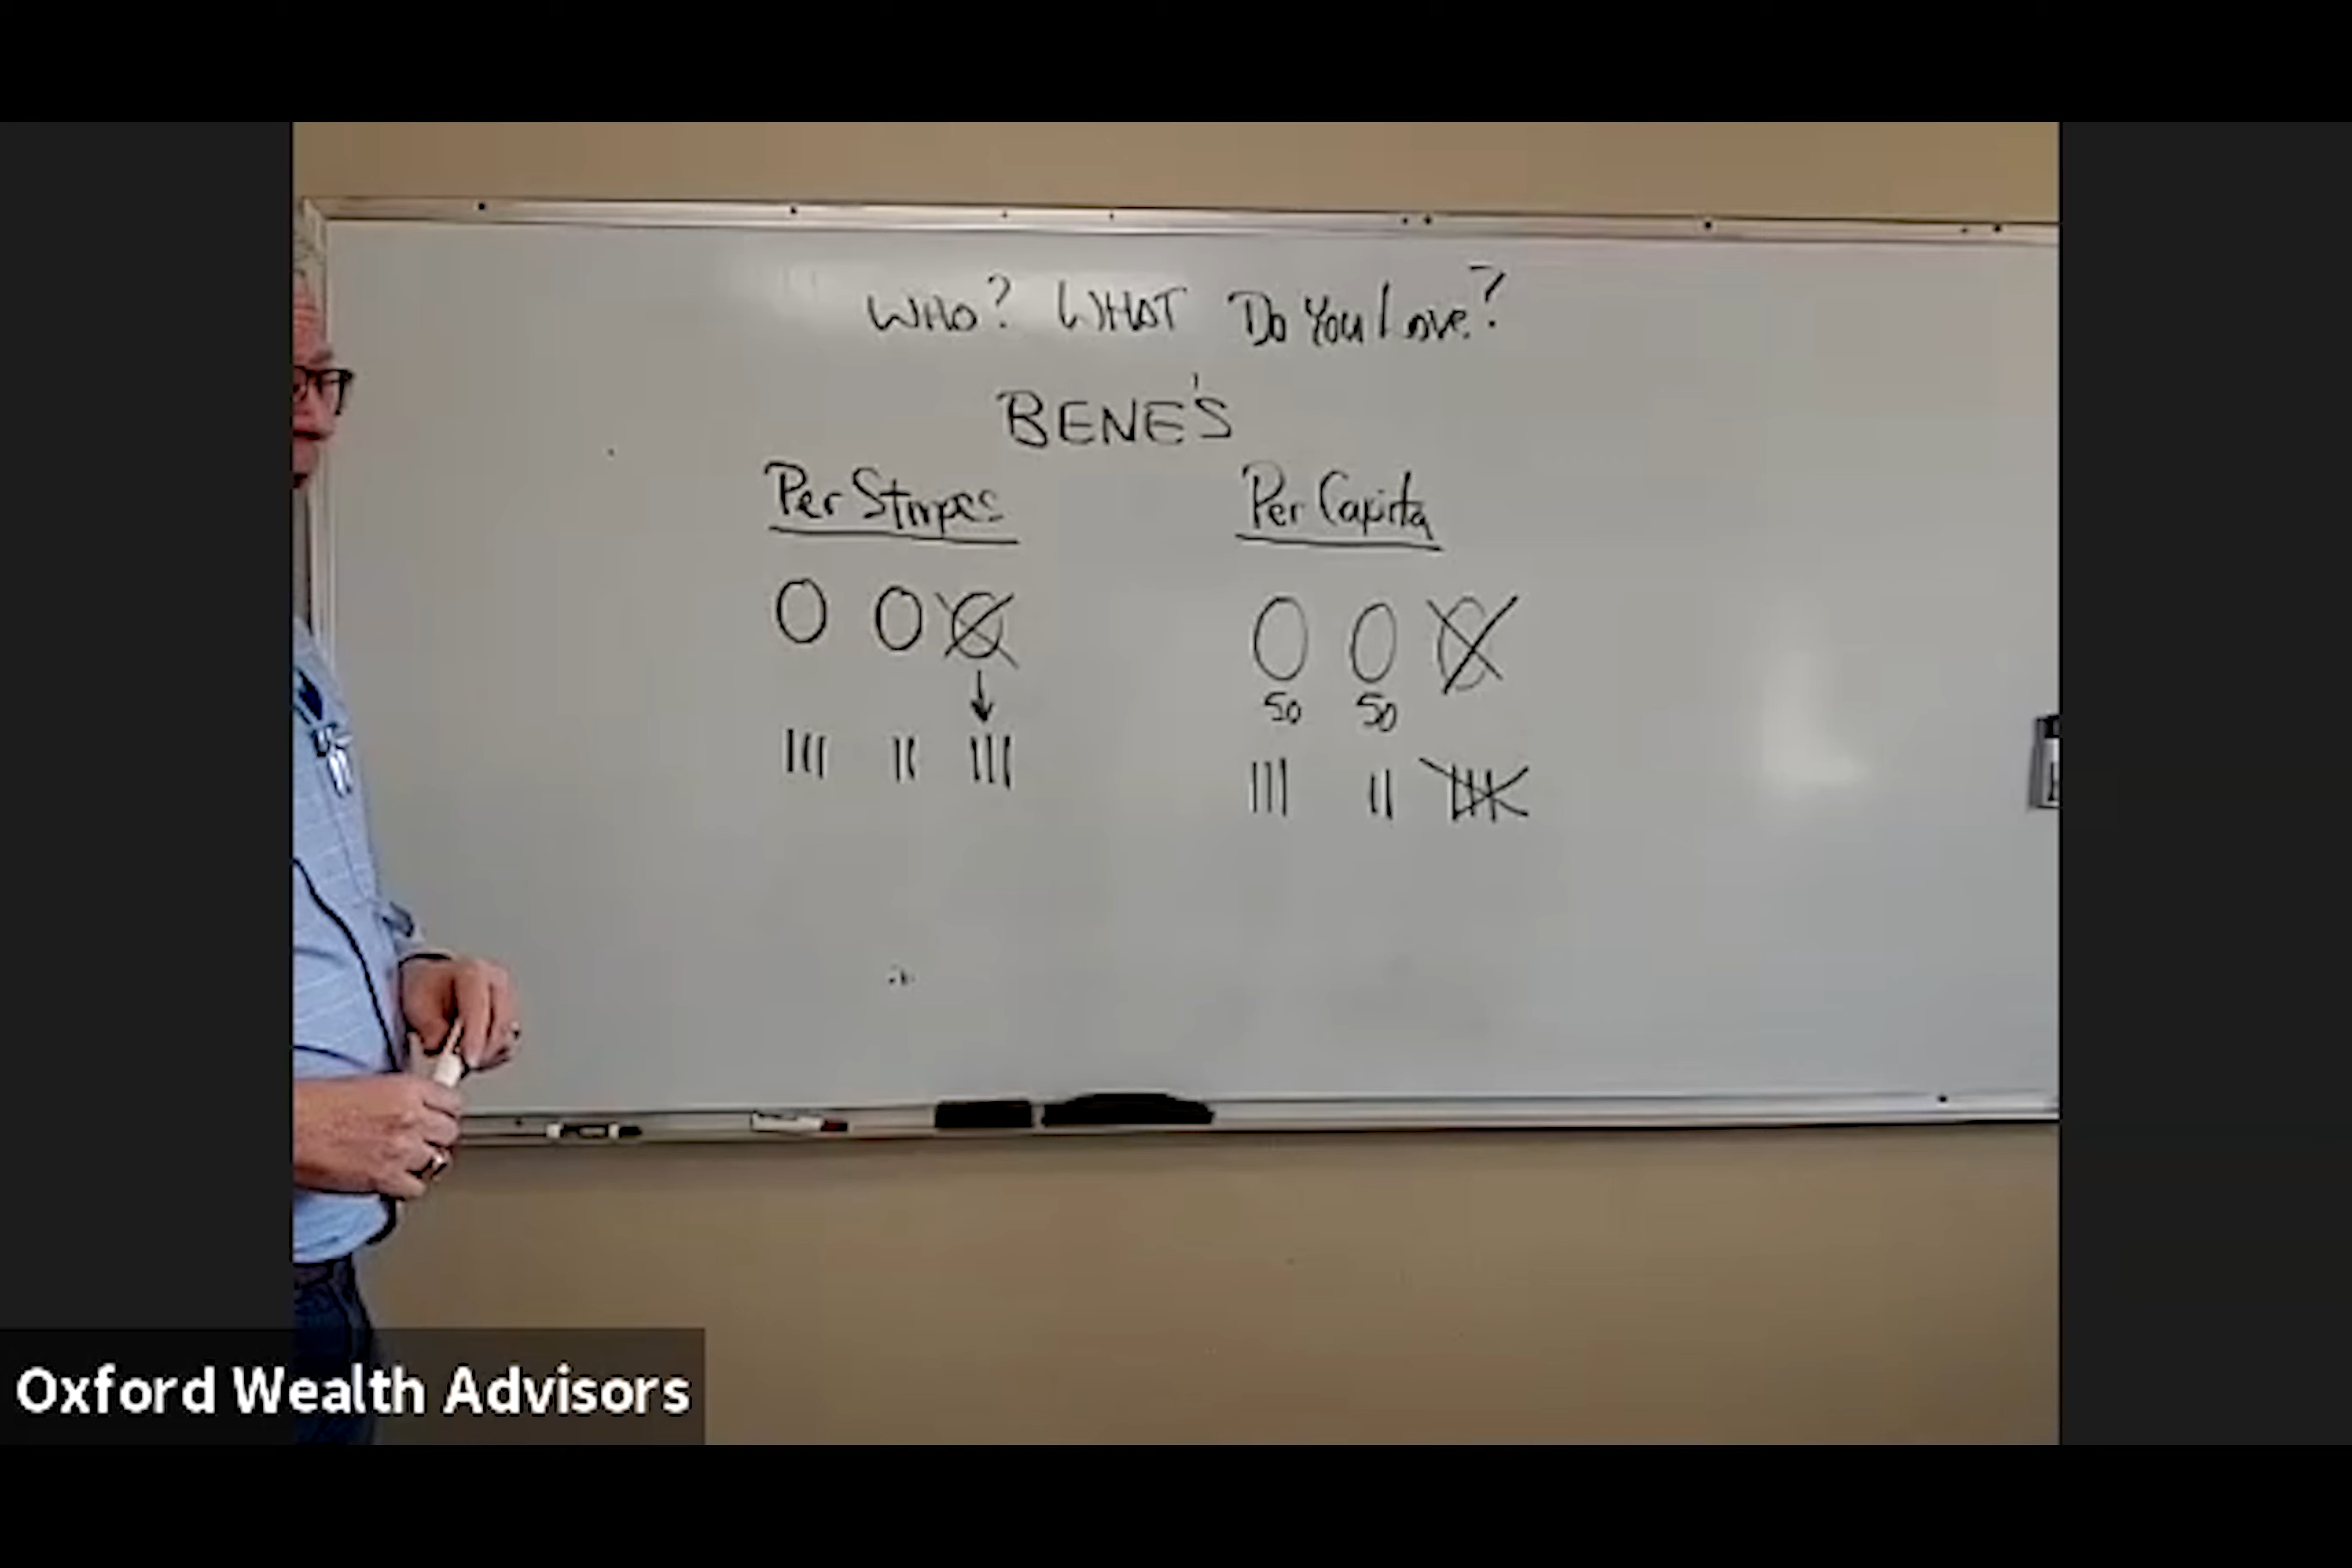 WHO? WHAT Do You Love?
BENE'S
Per Stirpes
Per Capita
50 50
Oxford Wealth Advisors